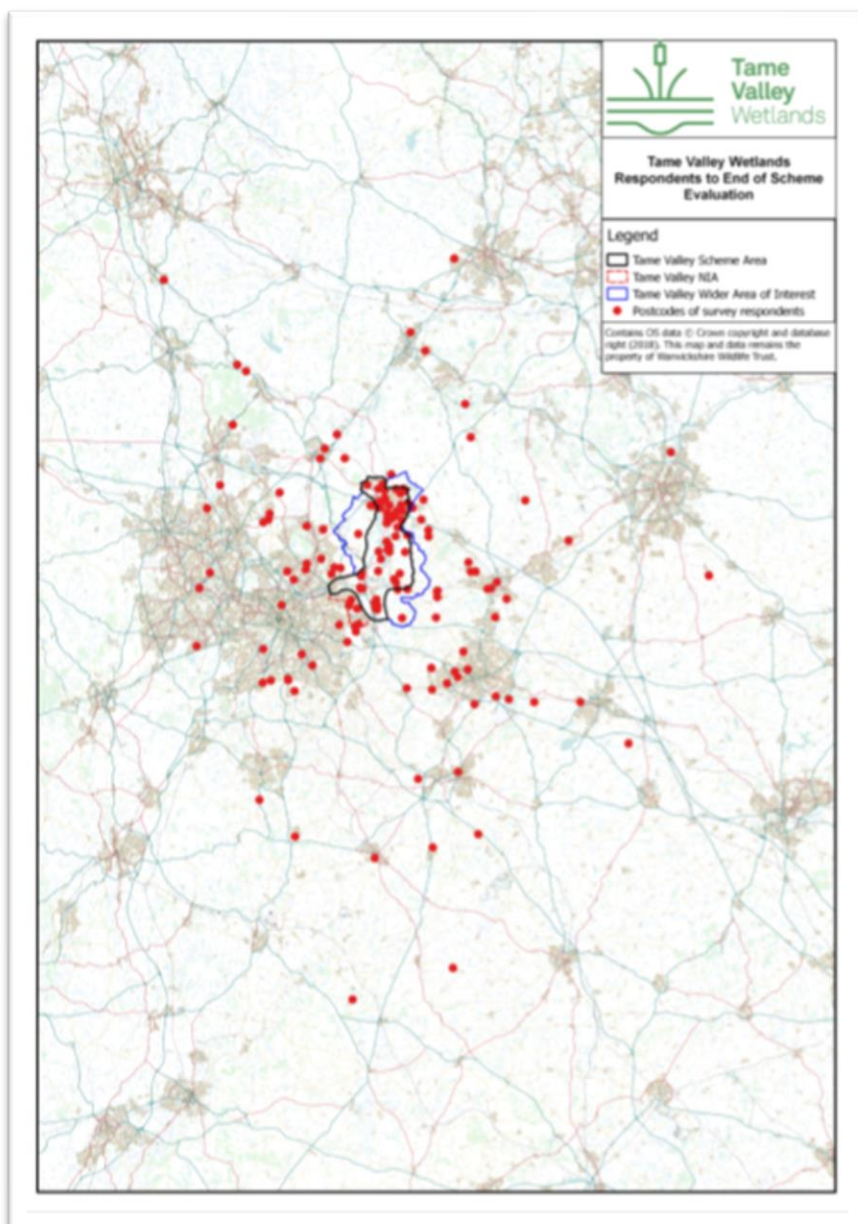 Tame
Valley
Wetlands
Tame Valley Wetlands
Respondents to End of Scheme
Evaluation
Legend
Tame Valley Scheme Area
Tame Valley NIA
Tame Valley Wider Area of Interest
Postcodes of survey respondents
Contains OS data © Crown copyright and database
right (2018). This map and data remains the
property of Warwickshire Wildlife Trust.